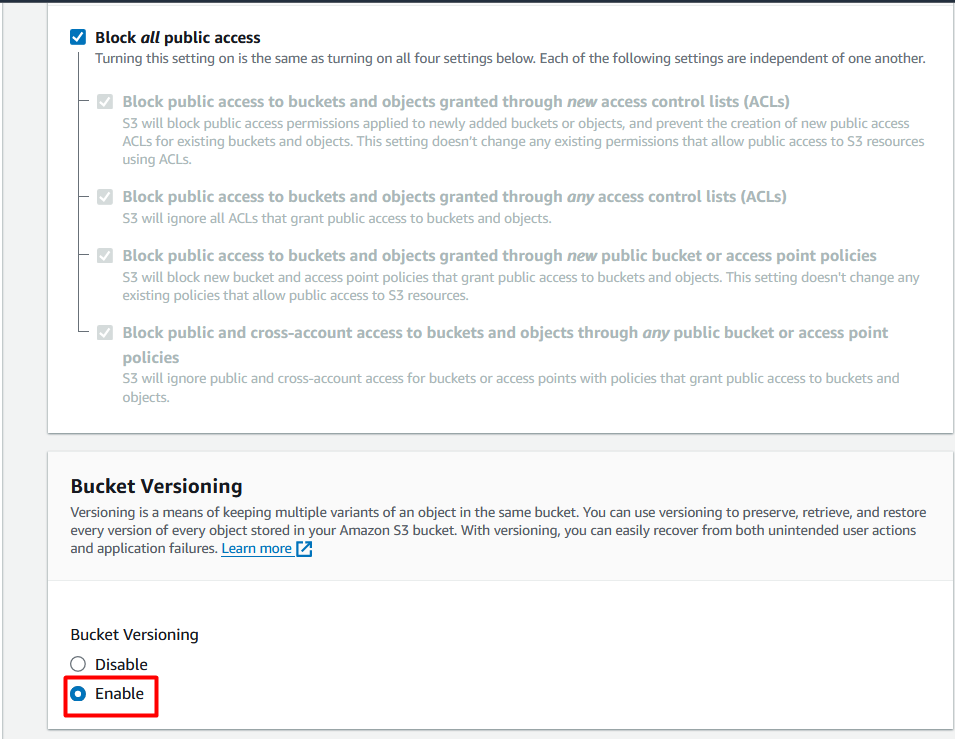 Block all public access
Turning this setting on is the same as turning on all four settings below. Each of the following settings are independent of one another.
Block public access to buckets and objects granted through new access control lists (ACLs)
S3 will block public access permissions applied to newly added buckets or objects, and prevent the creation of new public access
ACLs for existing buckets and objects. This setting doesn't change any existing permissions that allow public access to S3 resources
using ACLs.
Block public access to buckets and objects granted through any access control lists (ACLs)
S3 will ignore all ACLs that grant public access to buckets and objects.
Block public access to buckets and objects granted through new public bucket or access point policies
S3 will block new bucket and access point policies that grant public access to buckets and objects. This setting doesn't change any
existing policies that allow public access to S3 resources.
Block public and cross-account access to buckets and objects through any public bucket or access point
policies
S3 will ignore public and cross-account access for buckets or access points with policies that grant public access to buckets and
objects.
Bucket Versioning
Versioning is a means of keeping multiple variants of an object in the same bucket. You can use versioning to preserve, retrieve, and restore
every version of every object stored in your Amazon S3 bucket. With versioning, you can easily recover from both unintended user actions
and application failures. Learn more
Bucket Versioning
Disable
Enable